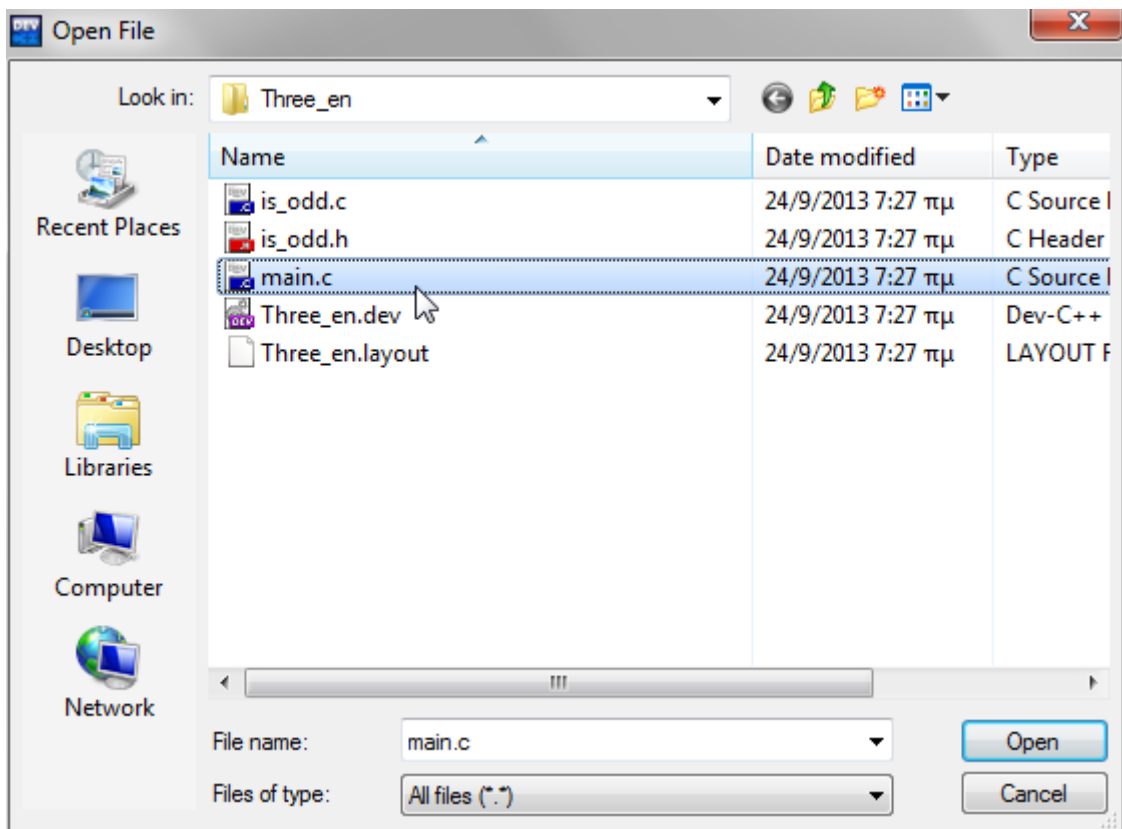 Open File
Look in: Three_en
Name Date modified Type
is_odd.c 24/9/2013 7:27 πμ C Source
is_odd.h 24/9/2013 7:27 πμ C Header
main.c 24/9/2013 7:27 πμ C Source
Three_en.dev 24/9/2013 7:27 πμ Dev-C++
Three_en.layout 24/9/2013 7:27 πμ LAYOUT F
Recent Places
Desktop
Libraries
Computer
Network
File name: main.c Open
Files of type: All files (*.*) Cancel